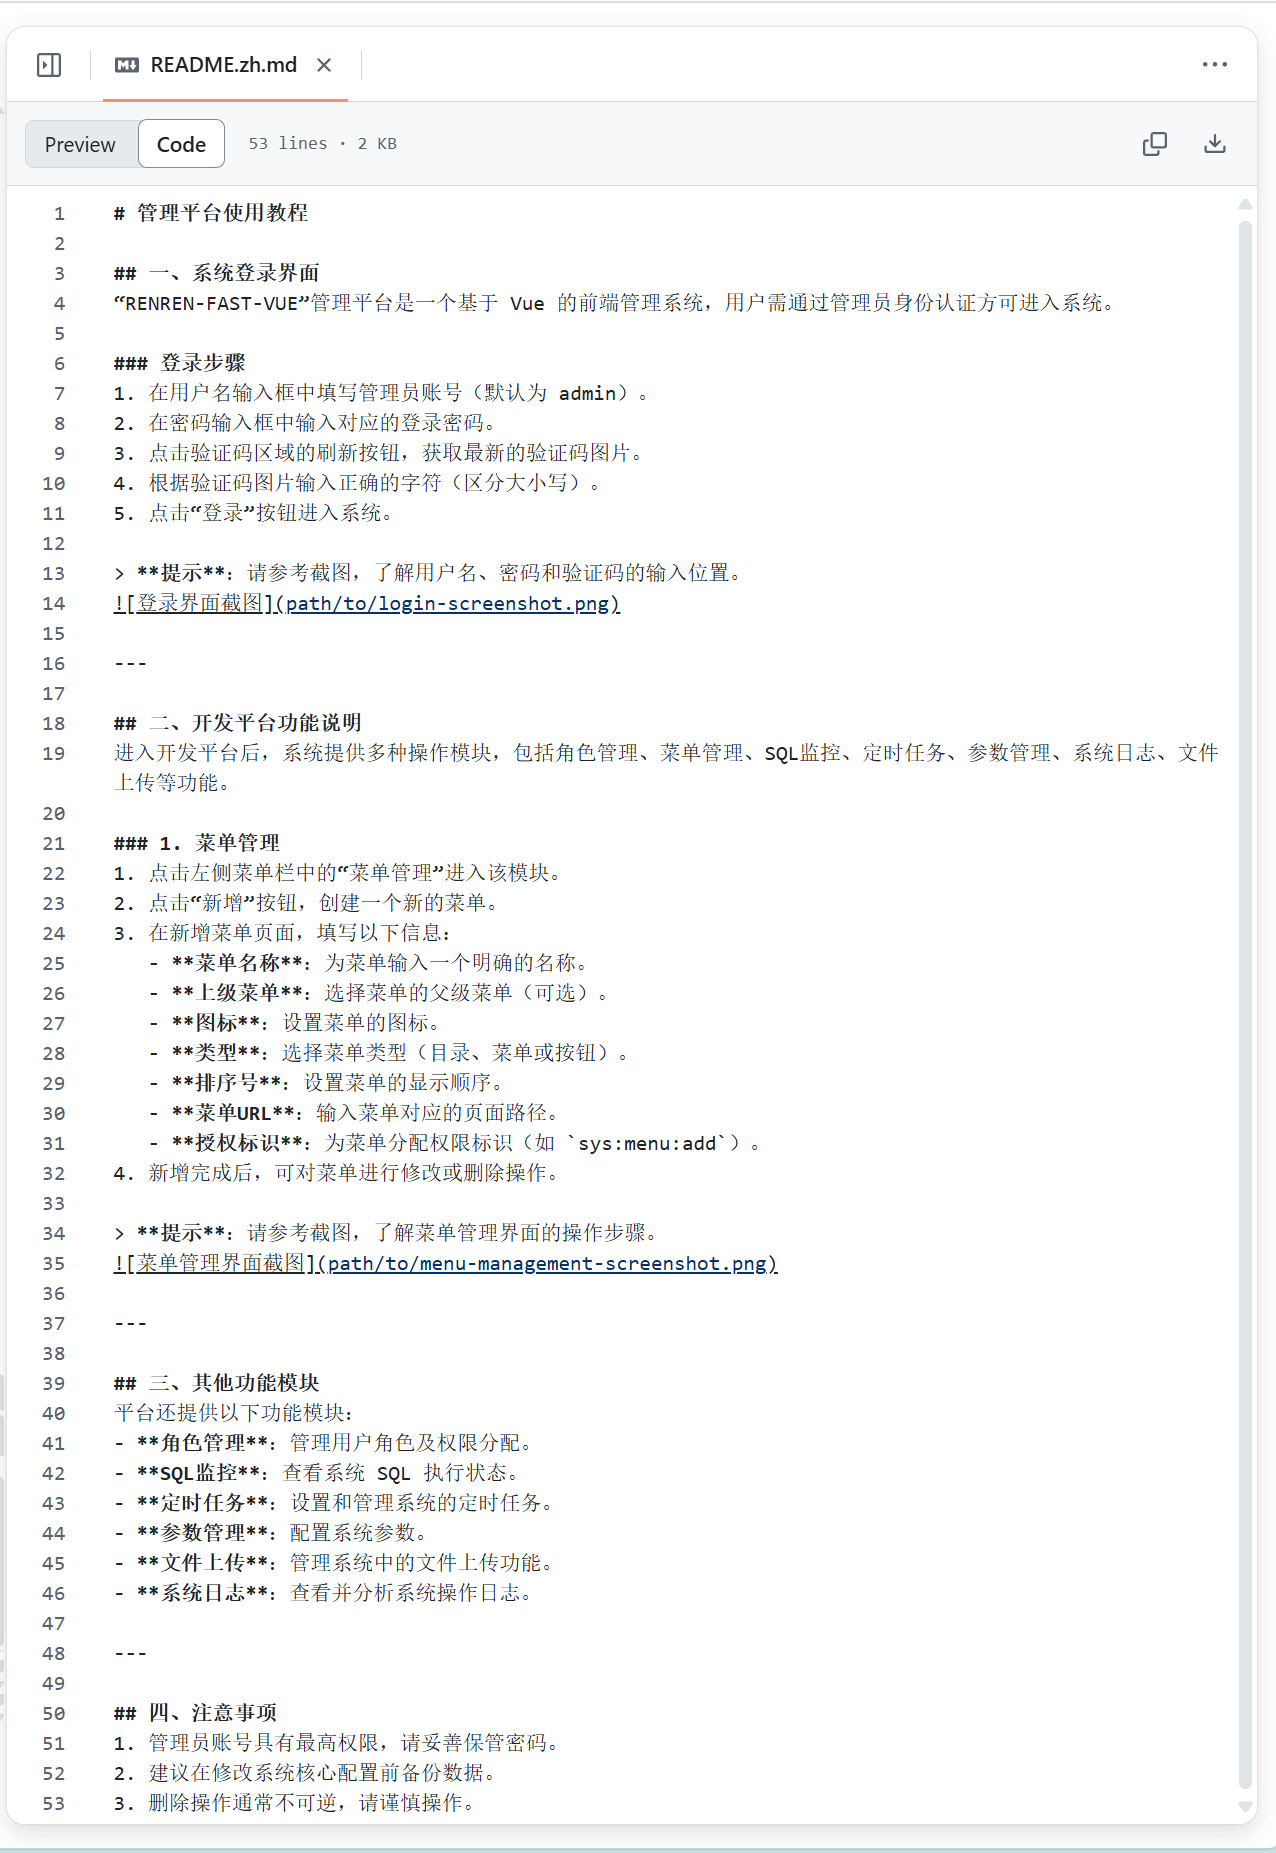 README.zh.md
Preview Code 53 lines · 2 KB
1 # 管理平台使用教程
2
3 ## 一、系统登录界面
4 “RENREN-FAST-VUE”管理平台是一个基于 Vue 的前端管理系统，用户需通过管理员身份认证方可进入系统。
5
6 ### 登录步骤
7 1. 在用户名输入框中填写管理员账号（默认为 admin）。
8 2. 在密码输入框中输入对应的登录密码。
9 3. 点击验证码区域的刷新按钮，获取最新的验证码图片。
10 4. 根据验证码图片输入正确的字符（区分大小写）。
11 5. 点击“登录”按钮进入系统。
12
13 > **提示**：请参考截图，了解用户名、密码和验证码的输入位置。
14 ![登录界面截图](path/to/login-screenshot.png)
15
16 ---
17
18 ## 二、开发平台功能说明
19 进入开发平台后，系统提供多种操作模块，包括角色管理、菜单管理、SQL监控、定时任务、参数管理、系统日志、文件
上传等功能。
20
21 ### 1. 菜单管理
22 1. 点击左侧菜单栏中的“菜单管理”进入该模块。
23 2. 点击“新增”按钮，创建一个新的菜单。
24 3. 在新增菜单页面，填写以下信息：
25    - **菜单名称**：为菜单输入一个明确的名称。
26    - **上级菜单**：选择菜单的父级菜单（可选）。
27    - **图标**：设置菜单的图标。
28    - **类型**：选择菜单类型（目录、菜单或按钮）。
29    - **排序号**：设置菜单的显示顺序。
30    - **菜单URL**：输入菜单对应的页面路径。
31    - **授权标识**：为菜单分配权限标识（如 `sys:menu:add`）。
32 4. 新增完成后，可对菜单进行修改或删除操作。
33
34 > **提示**：请参考截图，了解菜单管理界面的操作步骤。
35 ![菜单管理界面截图](path/to/menu-management-screenshot.png)
36
37 ---
38
39 ## 三、其他功能模块
40 平台还提供以下功能模块：
41 - **角色管理**：管理用户角色及权限分配。
42 - **SQL监控**：查看系统 SQL 执行状态。
43 - **定时任务**：设置和管理系统的定时任务。
44 - **参数管理**：配置系统参数。
45 - **文件上传**：管理系统中的文件上传功能。
46 - **系统日志**：查看并分析系统操作日志。
47
48 ---
49
50 ## 四、注意事项
51 1. 管理员账号具有最高权限，请妥善保管密码。
52 2. 建议在修改系统核心配置前备份数据。
53 3. 删除操作通常不可逆，请谨慎操作。